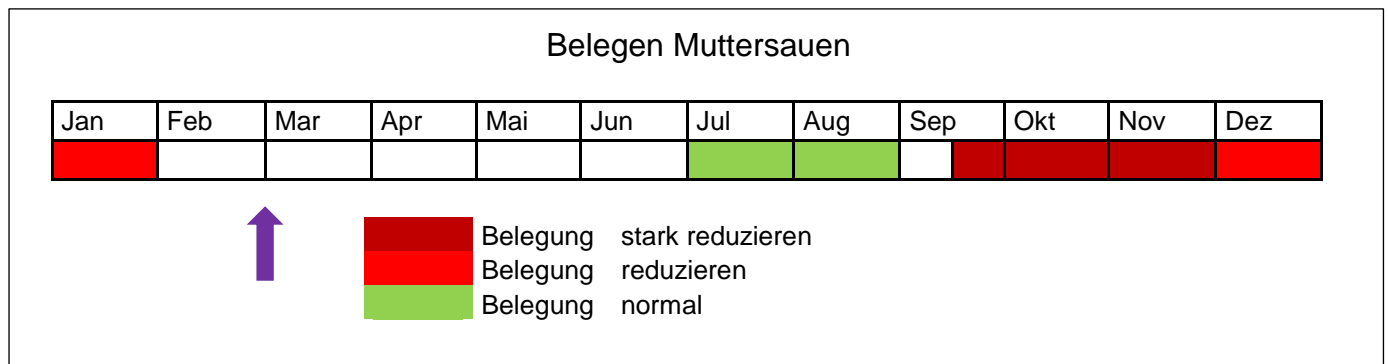 Belegen Muttersauen
Jan Feb Mar Apr Mai Jun Jul Aug Sep Okt Nov Dez
Belegung stark reduzieren
Belegung reduzieren
Belegung normal